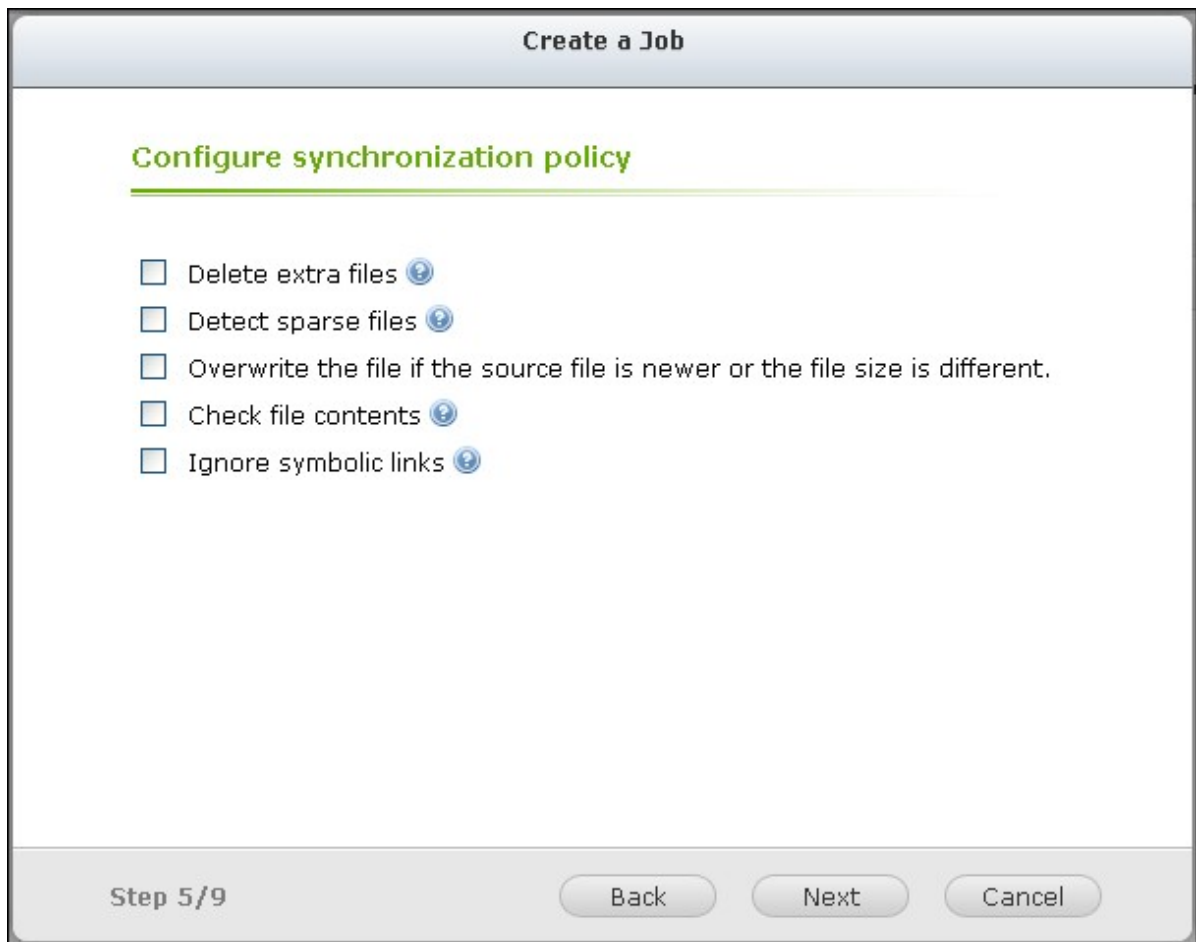 Create a Job
Configure synchronization policy
Delete extra files
Detect sparse files
Overwrite the file if the source file is newer or the file size is different.
Check file contents
Ignore symbolic links
Step 5/9
Back
Next
Cancel